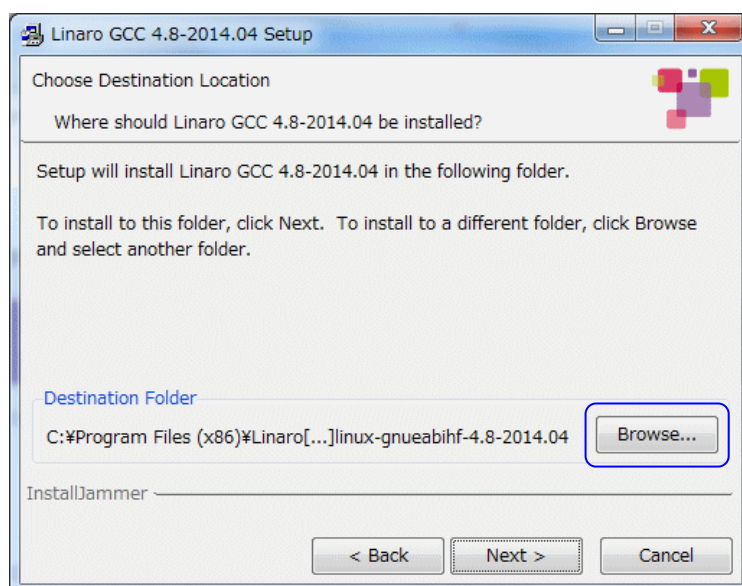 Linaro GCC 4.8-2014.04 Setup
Choose Destination Location
Where should Linaro GCC 4.8-2014.04 be installed?
Setup will install Linaro GCC 4.8-2014.04 in the following folder.
To install to this folder, click Next. To install to a different folder, click Browse
and select another folder.
Destination Folder
C:¥Program Files (x86)¥Linaro[...]linux-gnueabihf-4.8-2014.04
Browse...
InstallJammer
< Back
Next >
Cancel